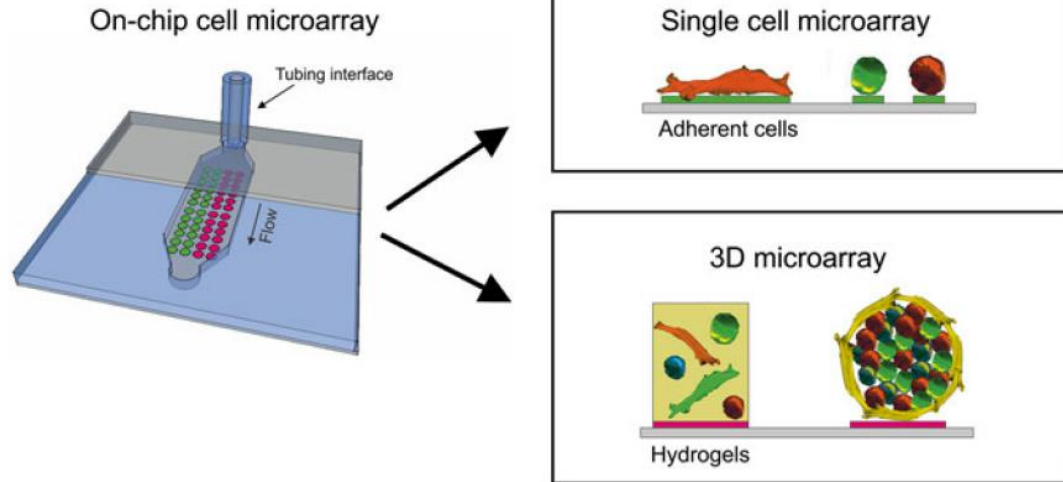 On-chip cell microarray
Tubing interface
Flow
Single cell microarray
Adherent cells
3D microarray
Hydrogels